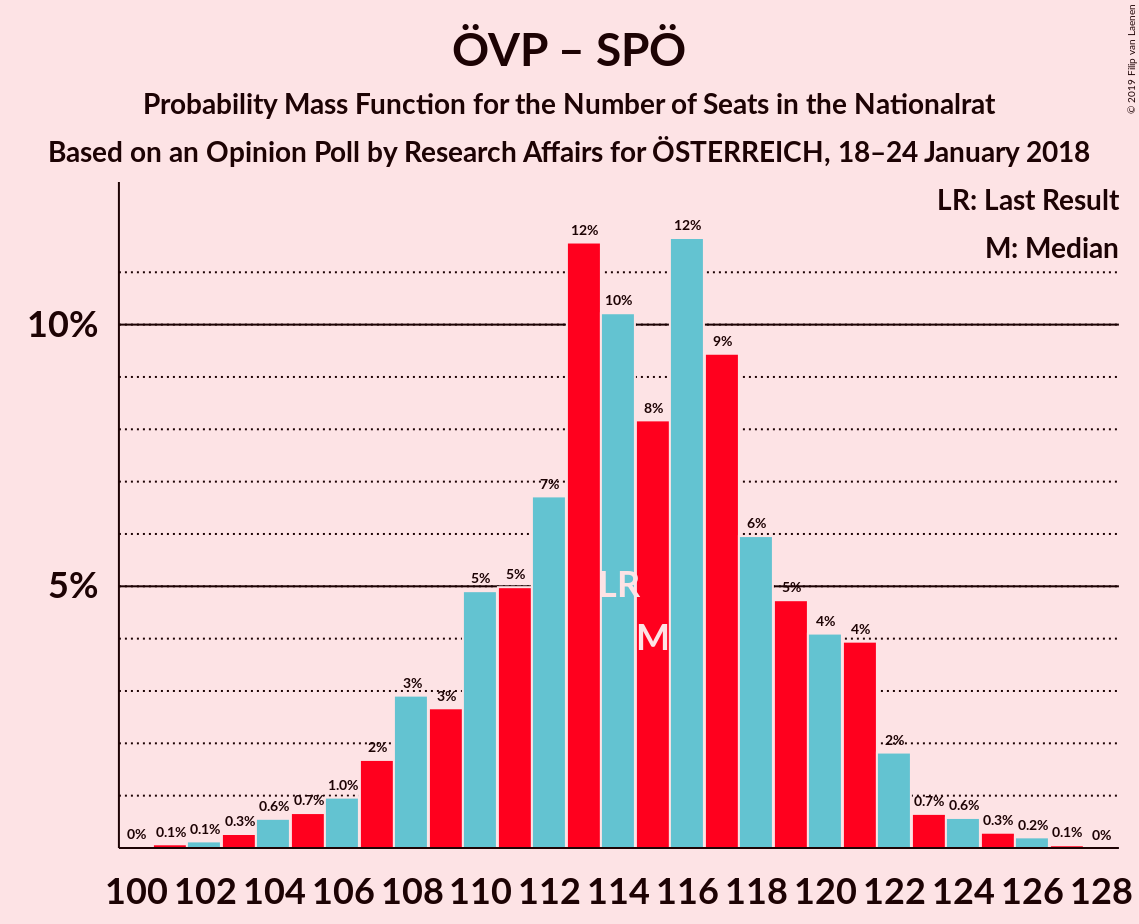 ÖVP – SPÖ
Probability Mass Function for the Number of Seats in the Nationalrat
Based on an Opinion Poll by Research Affairs for ÖSTERREICH, 18–24 January 2018
© 2019 Filip van Laenen
LR: Last Result
M: Median
10%
5%
0% 0.1% 0.1% 0.3% 0.6% 0.7% 1.0% 2% 3% 3% 5% 5% 7% 12% 10% 8% 12% 9% 6% 5% 4% 4% 2% 0.7% 0.6% 0.3% 0.2% 0.1% 0%
LR
M
100 102 104 106 108 110 112 114 116 118 120 122 124 126 128